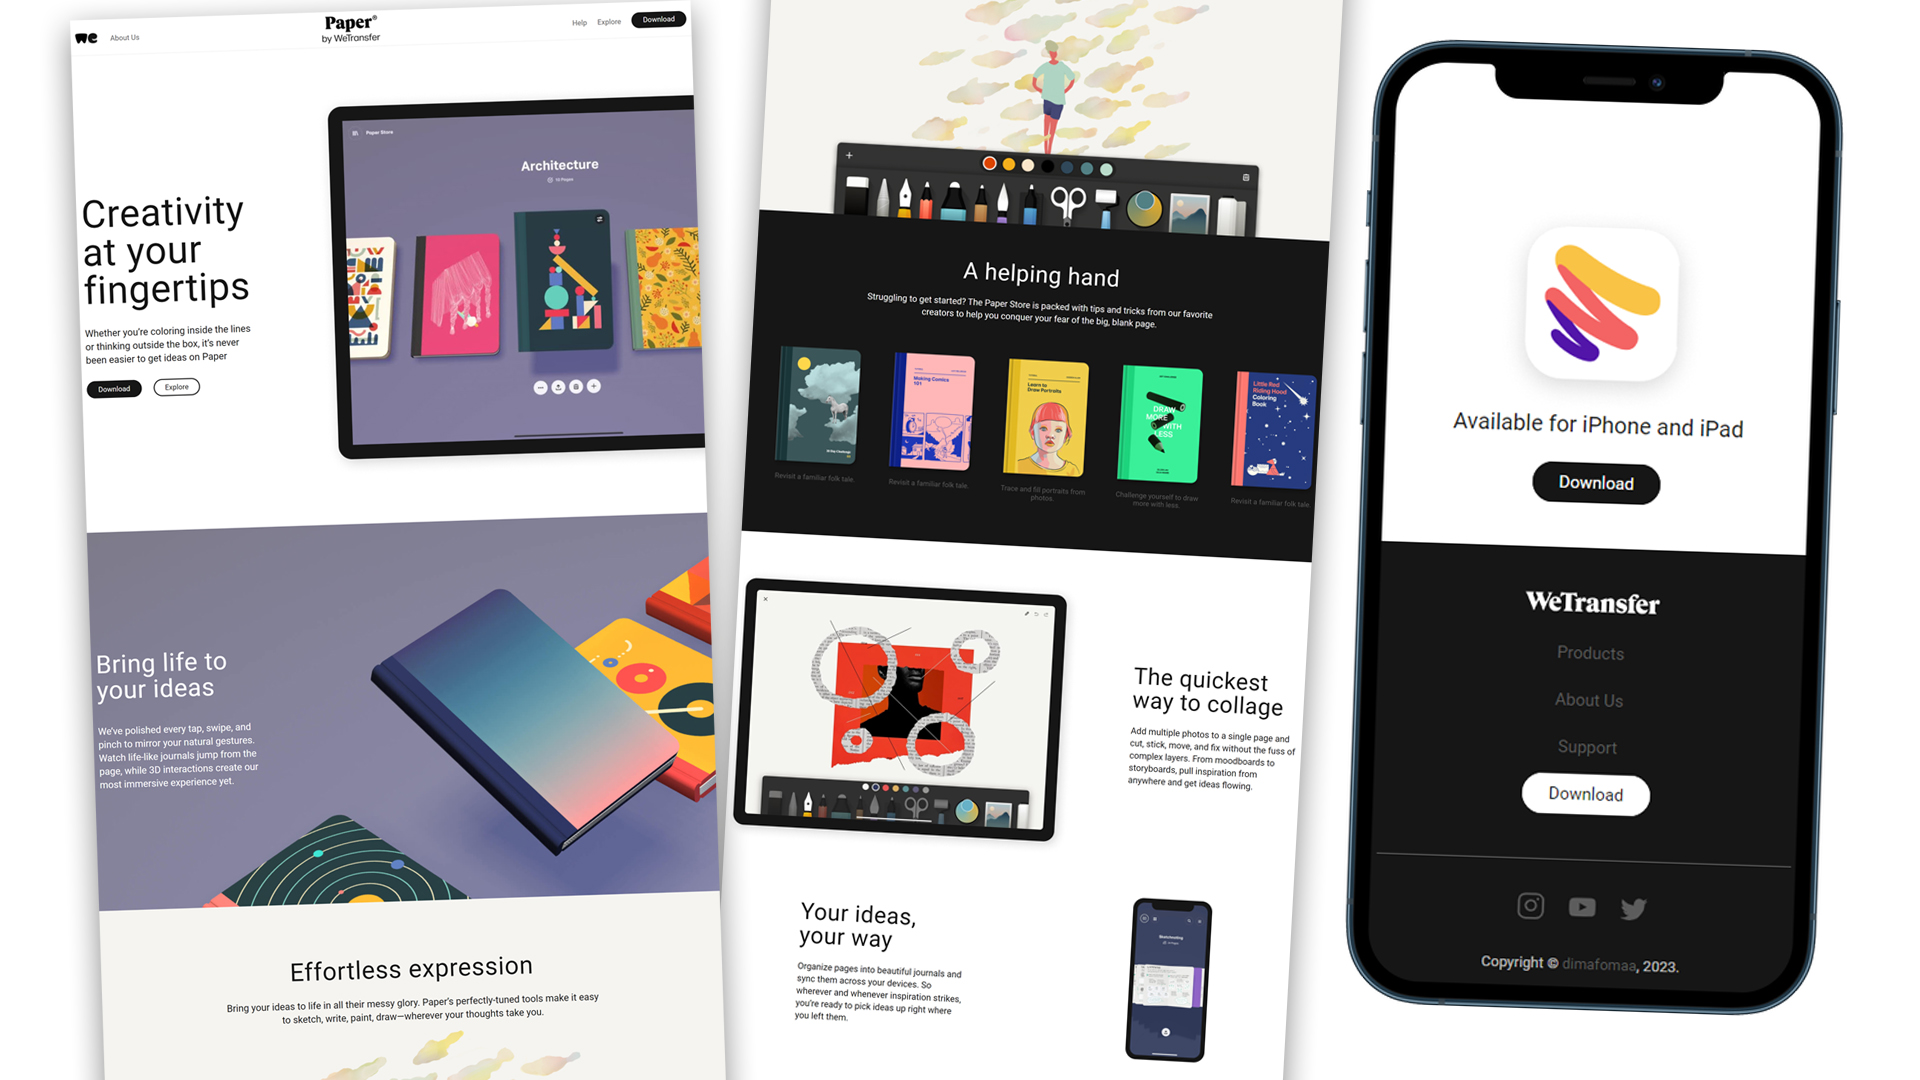 we
About Us
Paper®
by WeTransfer
Help
Explore
Download
Paper Store
Architecture
10 Pages
Creativity
at your
fingertips
Whether you're coloring inside the lines
or thinking outside the box, it's never
been easier to get ideas on Paper
Download
Explore
Bring life to
your ideas
We've polished every tap, swipe, and
pinch to mirror your natural gestures.
Watch life-like journals jump from the
page, while 3D interactions create our
most immersive experience yet.
Effortless expression
Bring your ideas to life in all their messy glory. Paper's perfectly-tuned tools make it easy
to sketch, write, paint, draw—wherever your thoughts take you.
A helping hand
Struggling to get started? The Paper Store is packed with tips and tricks from our favorite
creators to help you conquer your fear of the big, blank page.
Making Comics
101
Learn to
Draw Portraits
DRAW
MORE
WITH
LESS
Little Red
Riding Hood
Coloring
Book
Revisit a familiar folk tale.
Revisit a familiar folk tale.
Trace and fill portraits from
photos.
Challenge yourself to draw
more with less.
Revisit a familiar folk tale.
The quickest
way to collage
Add multiple photos to a single page and
cut, stick, move, and fix without the fuss of
complex layers. From moodboards to
storyboards, pull inspiration from
anywhere and get ideas flowing.
Your ideas,
your way
Organize pages into beautiful journals and
sync them across your devices. So
wherever and whenever inspiration strikes,
you're ready to pick ideas up right where
you left them.
Available for iPhone and iPad
Download
WeTransfer
Products
About Us
Support
Download
Copyright © dimafomaa, 2023.